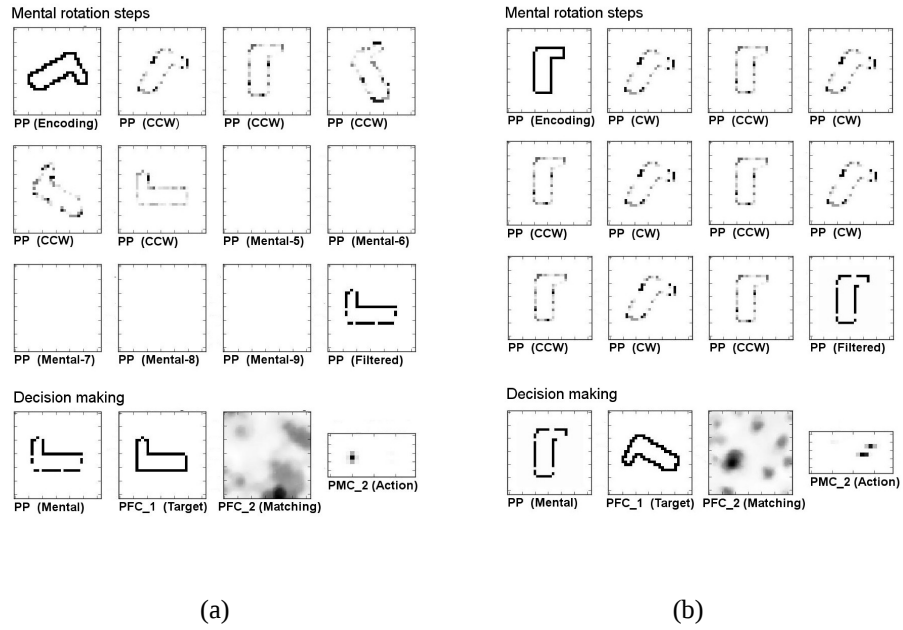 Mental rotation steps
PP (Encoding) PP (CCW) PP (CCW) PP (CCW)
PP (CCW) PP (CCW) PP (Mental-5) PP (Mental-6)
PP (Mental-7) PP (Mental-8) PP (Mental-9) PP (Filtered)
Decision making
PP (Mental) PFC_1 (Target) PFC_2 (Matching) PMC_2 (Action)
(a)
Mental rotation steps
PP (Encoding) PP (CW) PP (CCW) PP (CW)
PP (CCW) PP (CW) PP (CCW) PP (CW)
PP (CCW) PP (CW) PP (CCW) PP (Filtered)
Decision making
PP (Mental) PFC_1 (Target) PFC_2 (Matching) PMC_2 (Action)
(b)